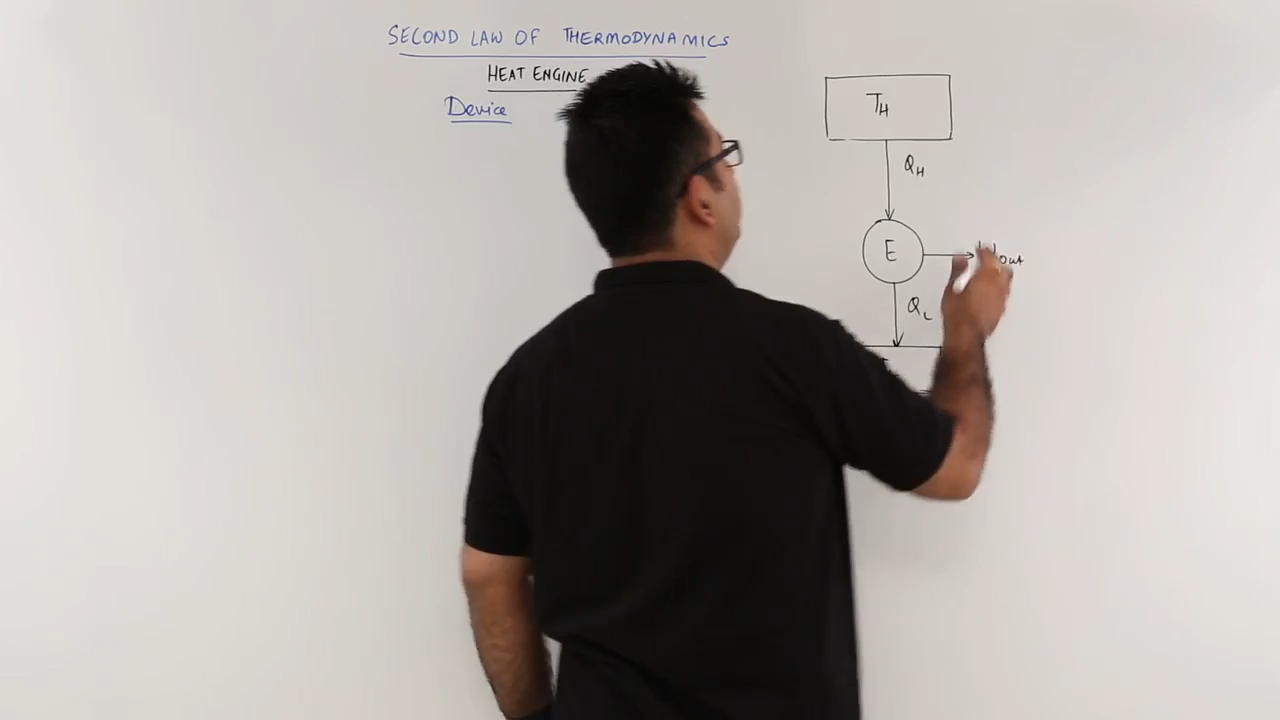 SECOND LAW OF THERMODYNAMICS
HEAT ENGINE
Device
TH
QH
E
QL